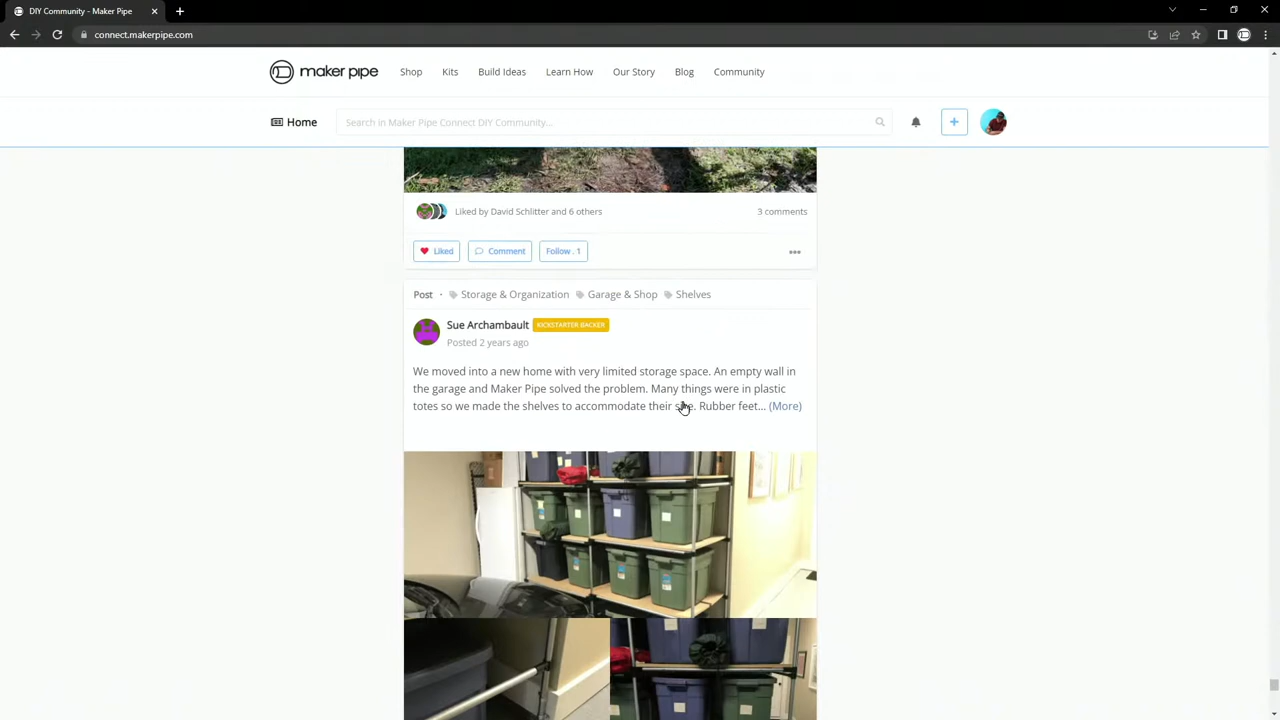 DIY Community - Maker Pipe
connect.makerpipe.com
maker pipe Shop Kits Build Ideas Learn How Our Story Blog Community
Home Search in Maker Pipe Connect DIY Community...
Liked by David Schlitter and 6 others 3 comments
Liked Comment Follow . 1
Post · Storage & Organization Garage & Shop Shelves
Sue Archambault KICKSTARTER BACKER
Posted 2 years ago
We moved into a new home with very limited storage space. An empty wall in
the garage and Maker Pipe solved the problem. Many things were in plastic
totes so we made the shelves to accommodate their size. Rubber feet... (More)